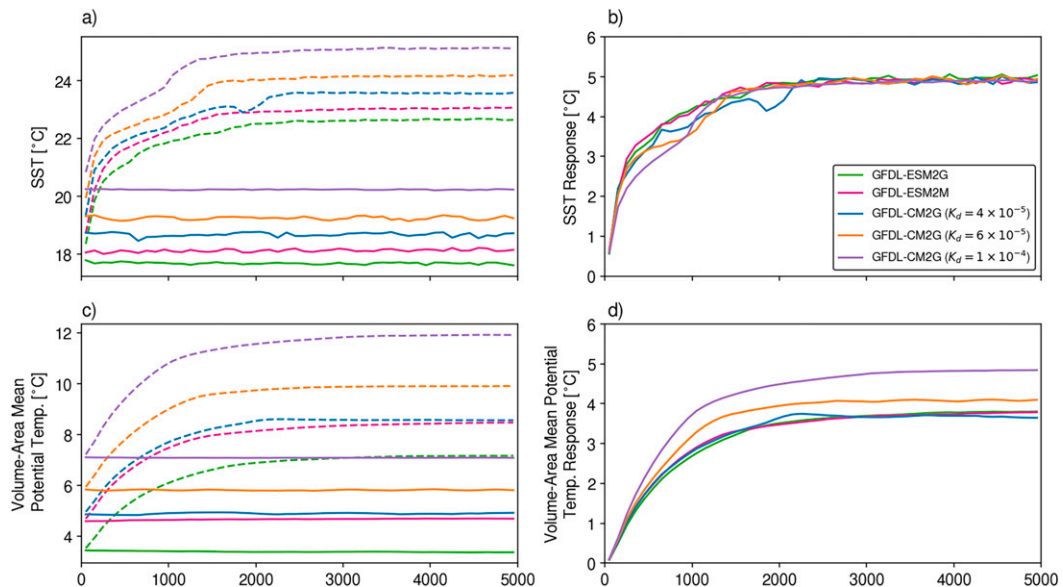 a)
SST [°C]
24
22
20
18
b)
SST Response [°C]
6
5
4
3
2
1
0
GFDL-ESM2G
GFDL-ESM2M
GFDL-CM2G (K_d = 4 × 10⁻⁵)
GFDL-CM2G (K_d = 6 × 10⁻⁵)
GFDL-CM2G (K_d = 1 × 10⁻⁴)
c)
Volume-Area Mean
Potential Temp. [°C]
12
10
8
6
4
0 1000 2000 3000 4000 5000
d)
Volume-Area Mean Potential
Temp. Response [°C]
6
5
4
3
2
1
0
0 1000 2000 3000 4000 5000